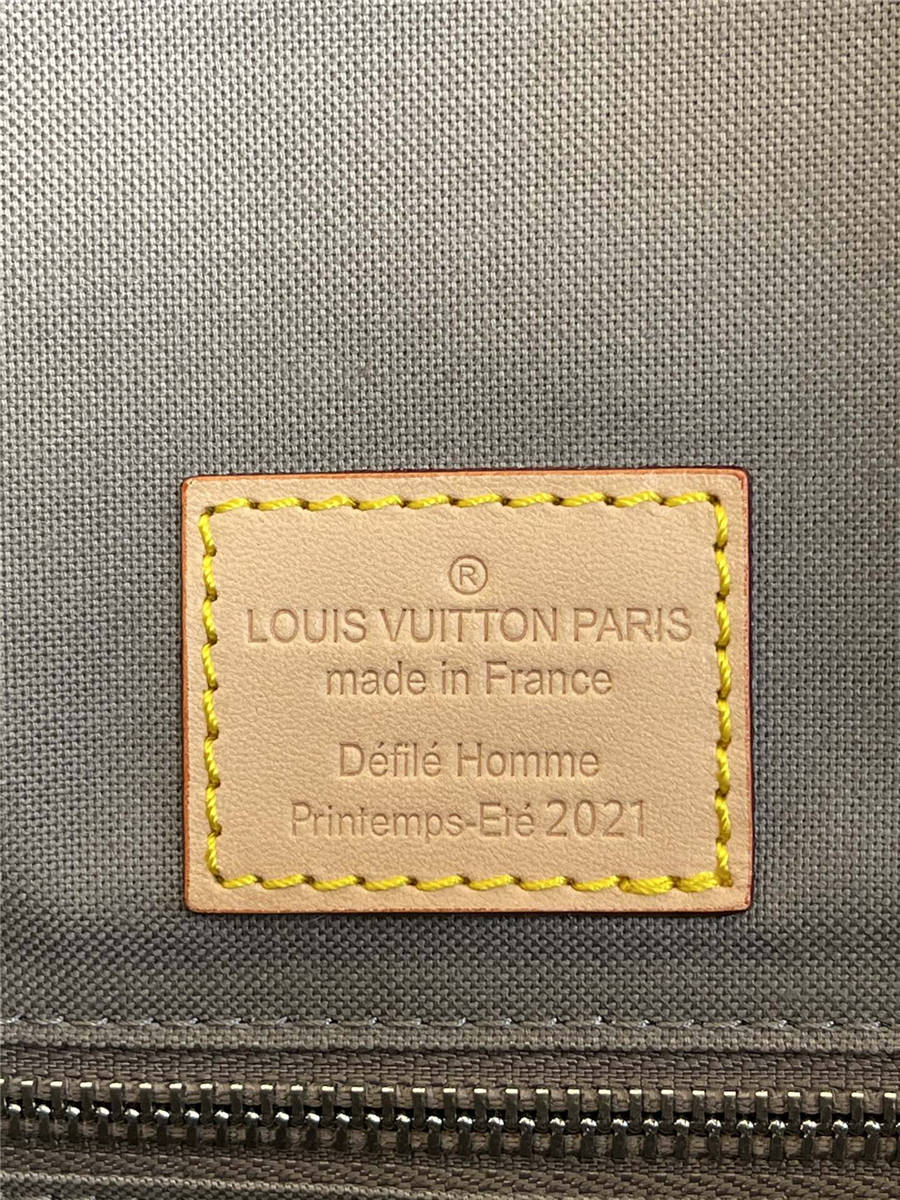 ®
LOUIS VUITTON PARIS
made in France
Défilé Homme
Printemps-Eté 2021